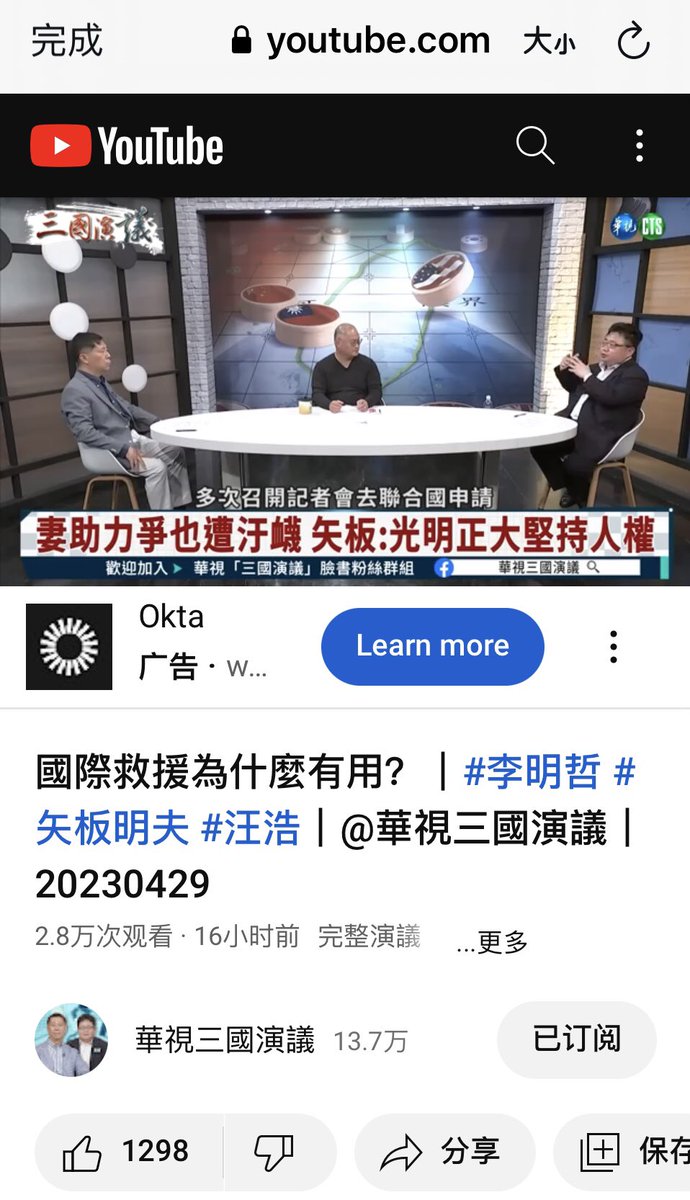 完成
youtube.com
大小
YouTube
三國演議
華視 CTS
多次召開記者會去聯合國申請
妻助力爭也遭汙衊 矢板:光明正大堅持人權
歡迎加入 華視「三國演議」臉書粉絲群組 華視三國演議
Okta
广告 · w...
Learn more
國際救援為什麼有用? ｜#李明哲 #
矢板明夫 #汪浩｜@華視三國演議｜
20230429
2.8万次观看 · 16小时前 完整演議
...更多
華視三國演議 13.7万
已订阅
1298
分享
保存